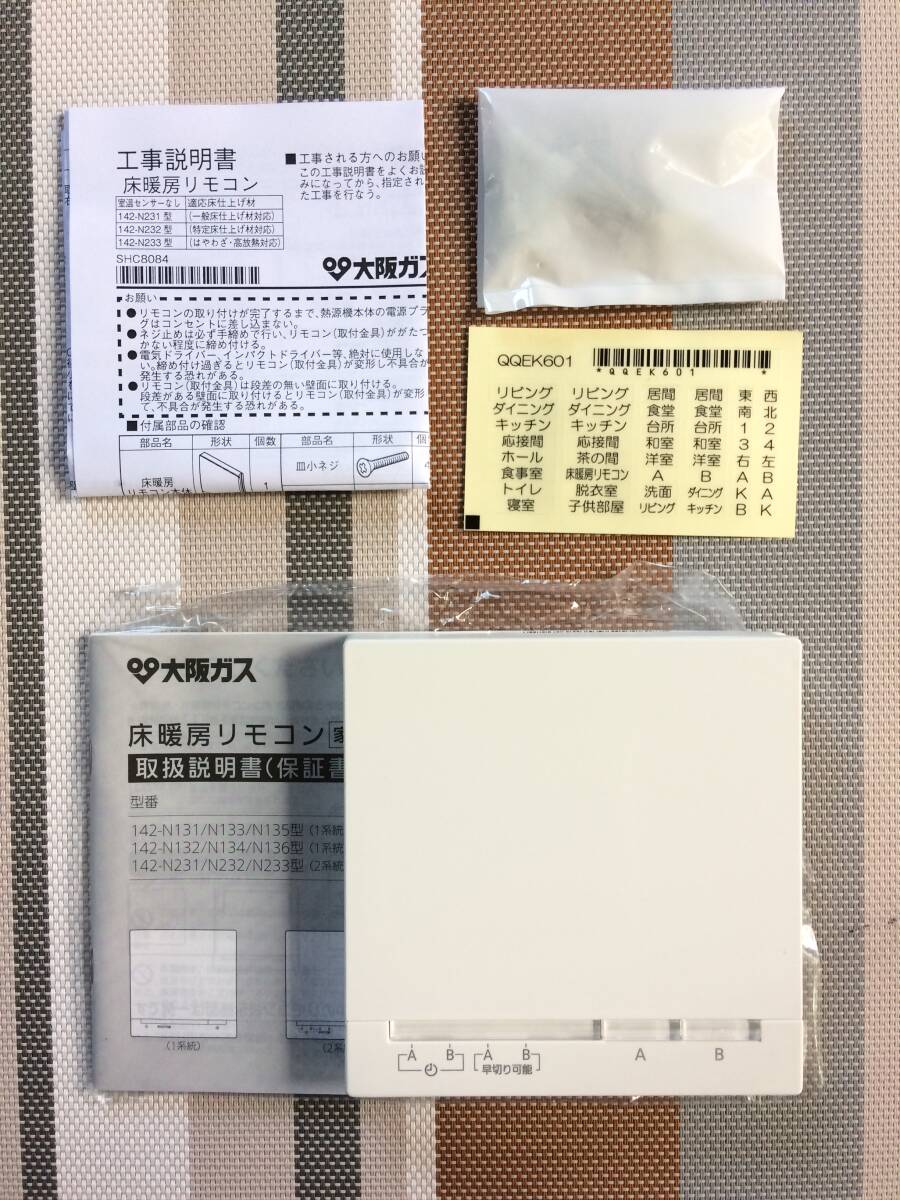 工事説明書
床暖房リモコン
室温センサーなし 適応床仕上げ材
142-N231 型 (一般床仕上げ材対応)
142-N232 型 (特定床仕上げ材対応)
142-N233 型 (はやわざ・高放熱対応)
SHC8084
■工事される方へのお願い
この工事説明書をよくお読
みになってから、指定され
た工事を行なう。
大阪ガス
お願い
●リモコンの取り付けが完了するまで、熱源機本体の電源プラ
グはコンセントに差し込まない。
●ネジ止めは必ず手締めで行い、リモコン(取付金具)ががたつ
かない程度に締め付ける。
●電気ドライバー、インパクトドライバー等、絶対に使用しな
い。締め付け過ぎるとリモコン(取付金具)が変形し不具合が
発生する恐れがある。
●リモコン(取付金具)は段差の無い壁面に取り付ける。
段差がある壁面に取り付けるとリモコン(取付金具)が変形
て、不具合が発生する恐れがある。
■付属部品の確認
部品名 形状 個数 部品名 形状 個
床暖房
リモコン本体
1
皿小ネジ
4
QQEK601
*QQEK601*
リビング リビング 居間 居間 東 西
ダイニング ダイニング 食堂 食堂 南 北
キッチン キッチン 台所 台所 1 2
応接間 応接間 和室 和室 3 4
ホール 茶の間 洋室 洋室 右 左
食事室 床暖房リモコン A B A B
トイレ 脱衣室 洗面 ダイニング K A
寝室 子供部屋 リビング キッチン B K
大阪ガス
床暖房リモコン 家
取扱説明書(保証書
型番
142-N131/N133/N135型 (1系統
142-N132/N134/N136型 (1系統
142-N231/N232/N233型 (2系統
(1系統)
(2系
A B A B
早切り可能
A B